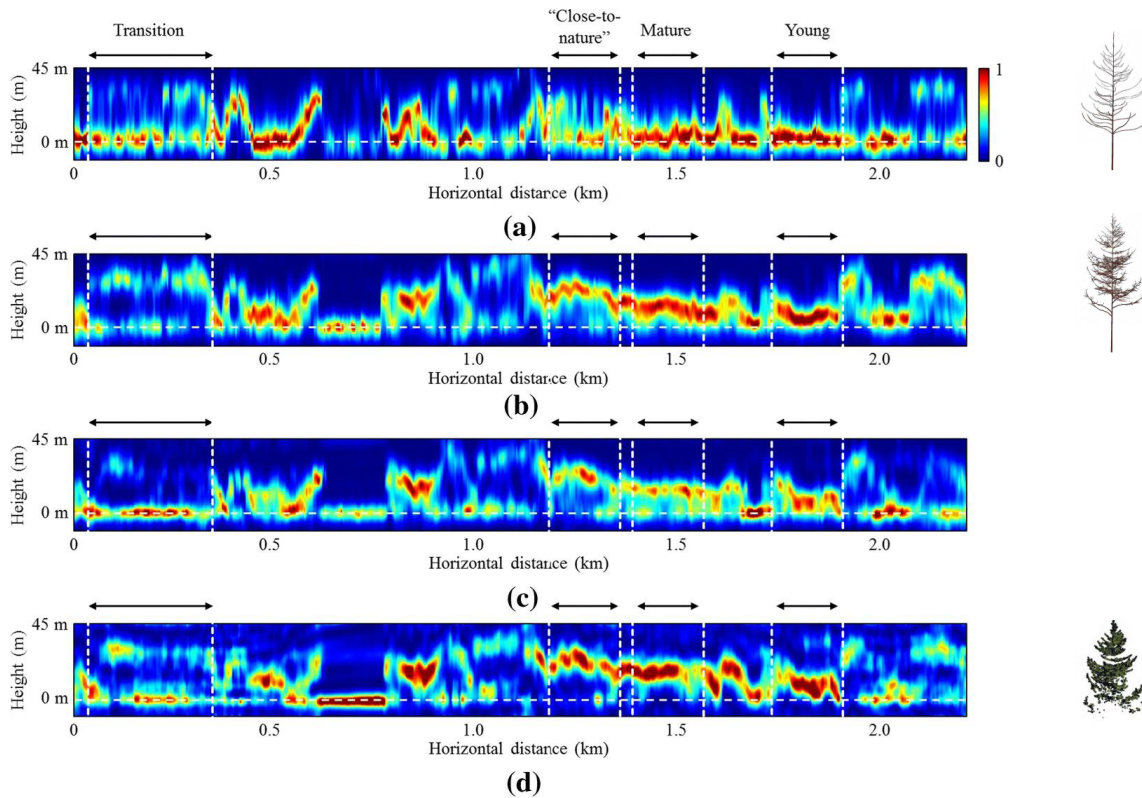 Transition
“Close-to-
nature”
Mature
Young
45 m
Height (m)
0 m
1
0
0
0.5
1.0
1.5
2.0
Horizontal distance (km)
(a)
45 m
Height (m)
0 m
0
0.5
1.0
1.5
2.0
Horizontal distance (km)
(b)
45 m
Height (m)
0 m
0
0.5
1.0
1.5
2.0
Horizontal distance (km)
(c)
45 m
Height (m)
0 m
0
0.5
1.0
1.5
2.0
Horizontal distance (km)
(d)